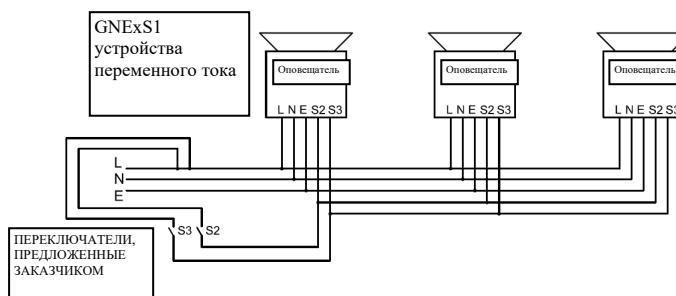 GNExS1
устройства
переменного тока
Оповещатель
Оповещатель
Оповещатель
L N E S2 S3
L N E S2 S3
L N E S2 S3
L
N
E
S3 S2
ПЕРЕКЛЮЧАТЕЛИ,
ПРЕДЛОЖЕННЫЕ
ЗАКАЗЧИКОМ